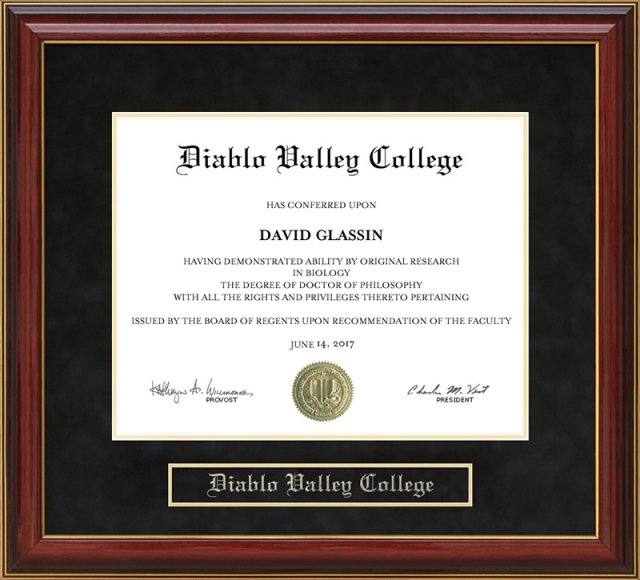 Diablo Valley College
HAS CONFERRED UPON
DAVID GLASSIN
HAVING DEMONSTRATED ABILITY BY ORIGINAL RESEARCH
IN BIOLOGY
THE DEGREE OF DOCTOR OF PHILOSOPHY
WITH ALL THE RIGHTS AND PRIVILEGES THERETO PERTAINING
ISSUED BY THE BOARD OF REGENTS UPON RECOMMENDATION OF THE FACULTY
JUNE 14, 2017
PROVOST
Charles M. Vest
PRESIDENT
Diablo Valley College